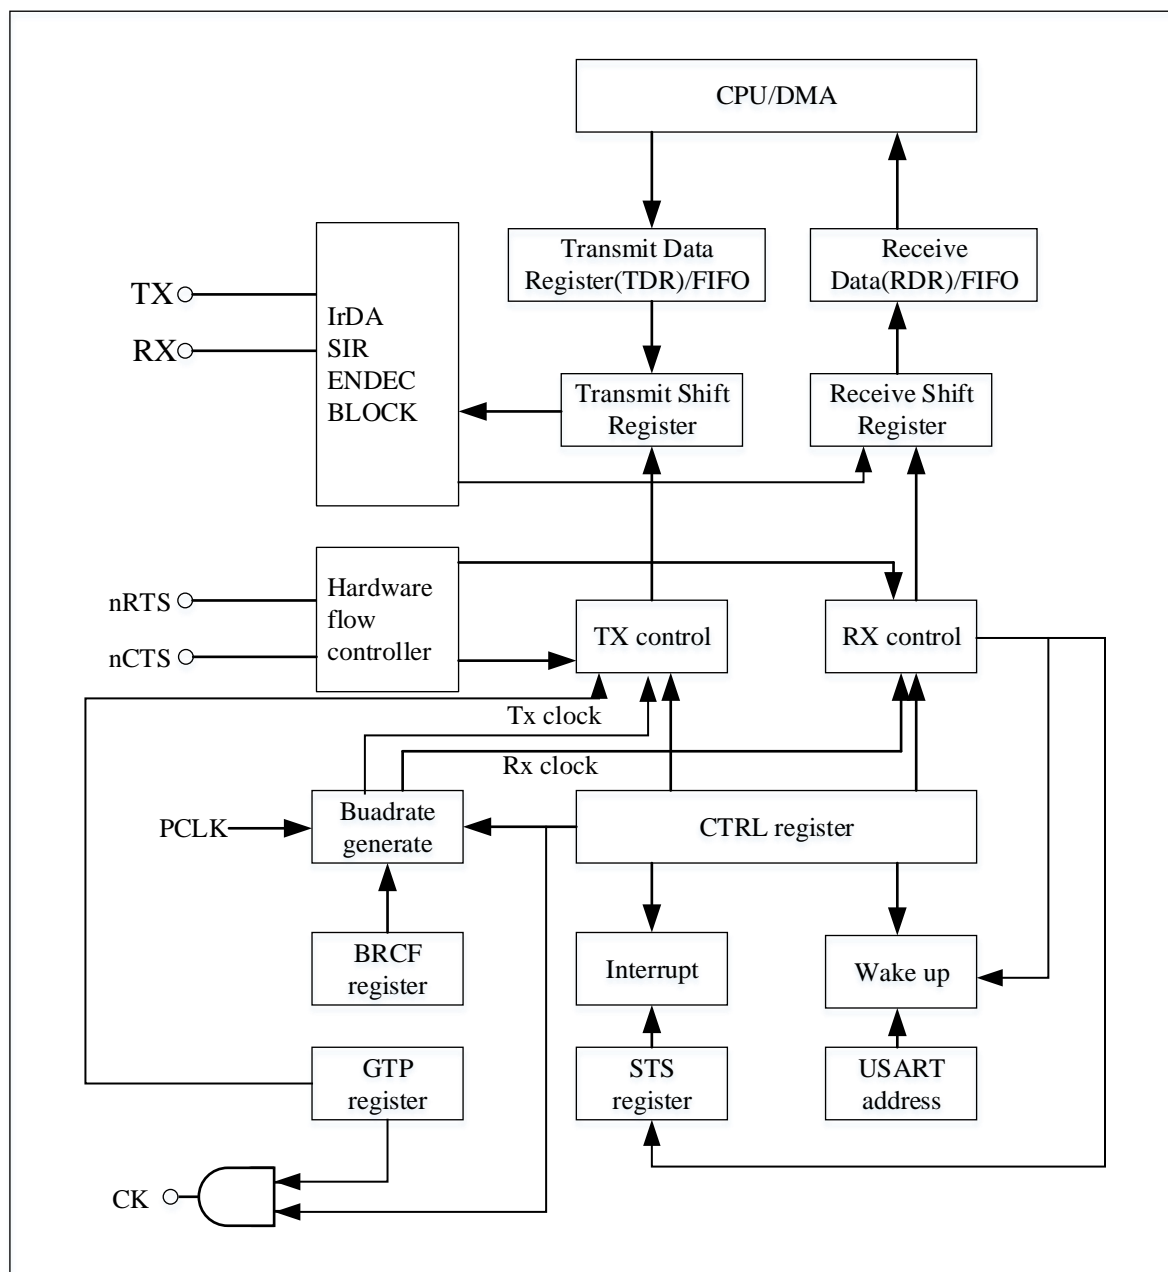 CPU/DMA
Transmit Data
Register(TDR)/FIFO
Receive
Data(RDR)/FIFO
TX
RX
IrDA
SIR
ENDEC
BLOCK
Transmit Shift
Register
Receive Shift
Register
nRTS
nCTS
Hardware
flow
controller
TX control
RX control
Tx clock
Rx clock
PCLK
Buadrate
generate
CTRL register
BRCF
register
Interrupt
Wake up
GTP
register
STS
register
USART
address
CK